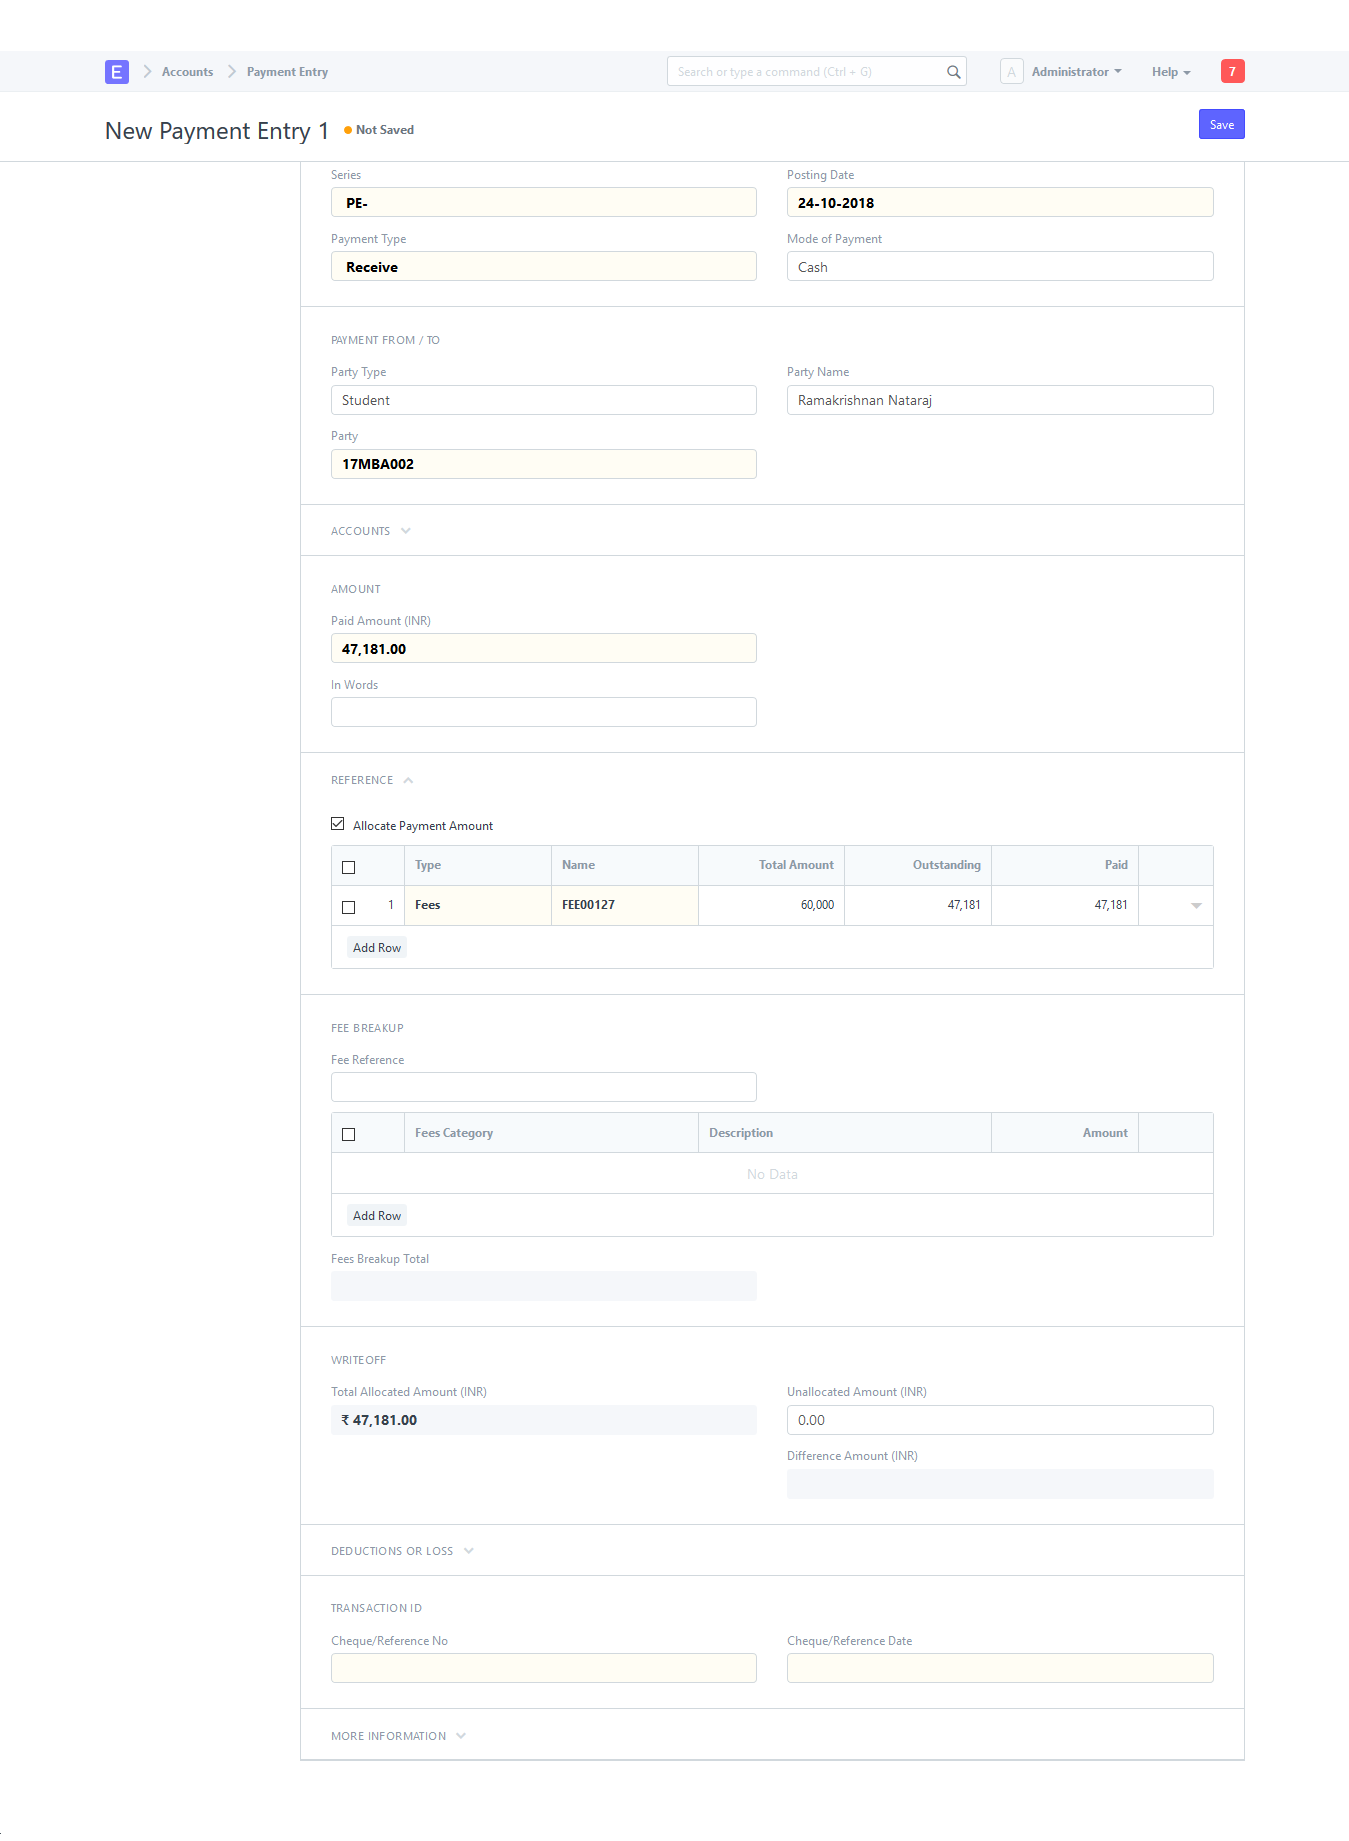 E Accounts Payment Entry Search or type a command (Ctrl + G) A Administrator Help 7
New Payment Entry 1 Not Saved Save
Series Posting Date
PE- 24-10-2018
Payment Type Mode of Payment
Receive Cash
PAYMENT FROM / TO
Party Type Party Name
Student Ramakrishnan Nataraj
Party
17MBA002
ACCOUNTS
AMOUNT
Paid Amount (INR)
47,181.00
In Words
REFERENCE
Allocate Payment Amount
Type Name Total Amount Outstanding Paid
1 Fees FEE00127 60,000 47,181 47,181
Add Row
FEE BREAKUP
Fee Reference
Fees Category Description Amount
No Data
Add Row
Fees Breakup Total
WRITEOFF
Total Allocated Amount (INR) Unallocated Amount (INR)
₹ 47,181.00 0.00
Difference Amount (INR)
DEDUCTIONS OR LOSS
TRANSACTION ID
Cheque/Reference No Cheque/Reference Date
MORE INFORMATION